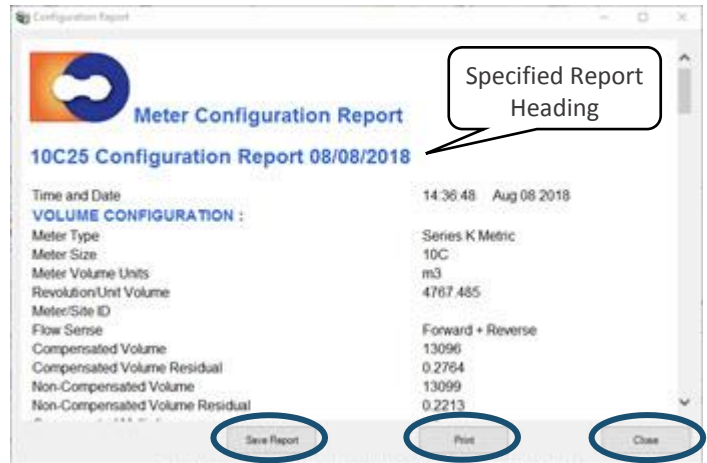 Configuration Report
Specified Report
Heading
Meter Configuration Report
10C25 Configuration Report 08/08/2018
Time and Date 14:36:48 Aug 08 2018
VOLUME CONFIGURATION :
Meter Type Series K Metric
Meter Size 10C
Meter Volume Units m3
Revolution/Unit Volume 4767.485
Meter/Site ID
Flow Sense Forward + Reverse
Compensated Volume 13096
Compensated Volume Residual 0.2764
Non-Compensated Volume 13099
Non-Compensated Volume Residual 0.2213
Save Report Print Close